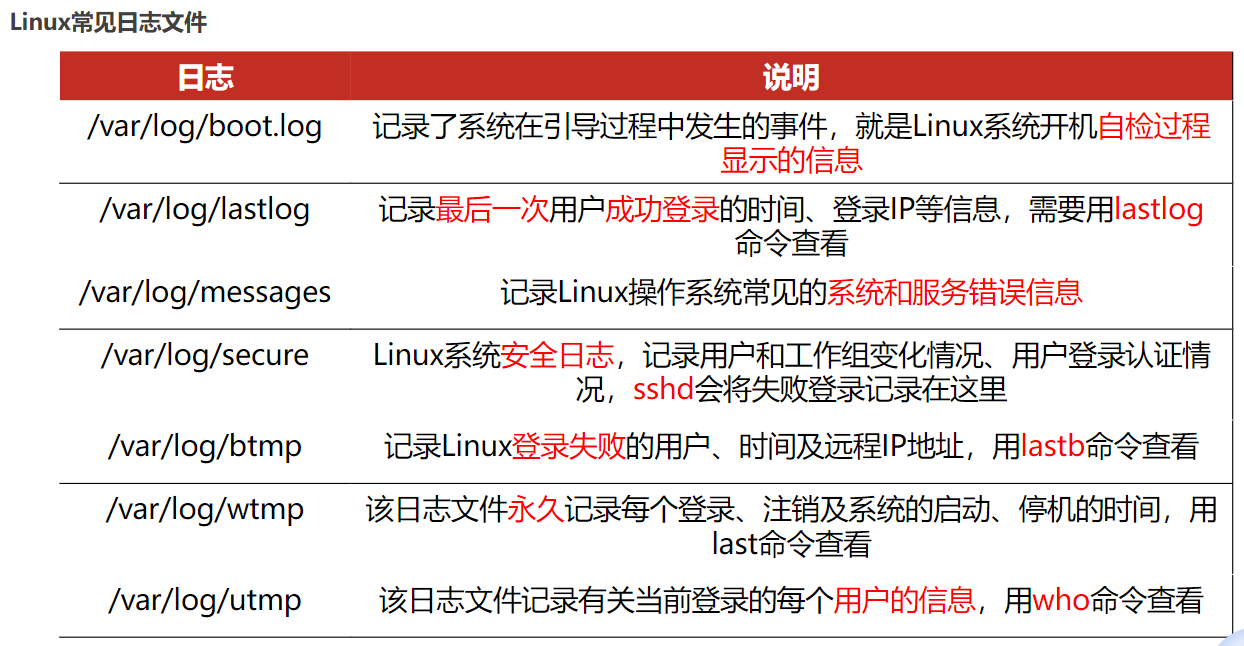 Linux常见日志文件
日志 说明
/var/log/boot.log 记录了系统在引导过程中发生的事件，就是Linux系统开机自检过程
显示的信息
/var/log/lastlog 记录最后一次用户成功登录的时间、登录IP等信息，需要用lastlog
命令查看
/var/log/messages 记录Linux操作系统常见的系统和服务错误信息
/var/log/secure Linux系统安全日志，记录用户和工作组变化情况、用户登录认证情
况，sshd会将失败登录记录在这里
/var/log/btmp 记录Linux登录失败的用户、时间及远程IP地址，用lastb命令查看
/var/log/wtmp 该日志文件永久记录每个登录、注销及系统的启动、停机的时间，用
last命令查看
/var/log/utmp 该日志文件记录有关当前登录的每个用户的信息，用who命令查看